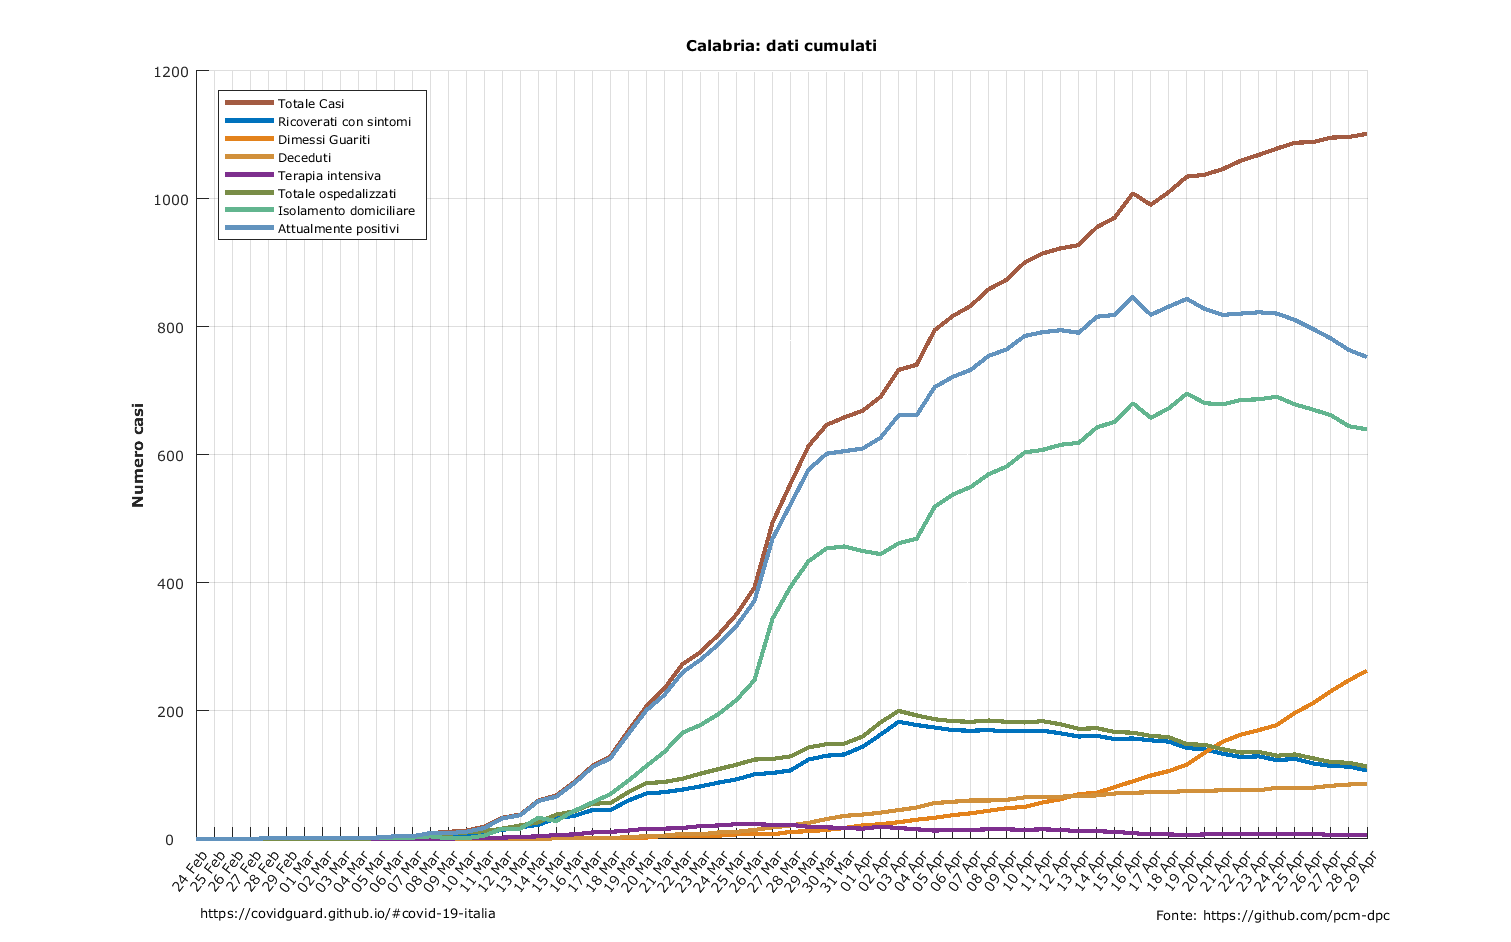 Calabria: dati cumulati
1200
1000
800
600
400
200
0
Numero casi
Totale Casi
Ricoverati con sintomi
Dimessi Guariti
Deceduti
Terapia intensiva
Totale ospedalizzati
Isolamento domiciliare
Attualmente positivi
24 Feb
25 Feb
26 Feb
27 Feb
28 Feb
29 Feb
01 Mar
02 Mar
03 Mar
04 Mar
05 Mar
06 Mar
07 Mar
08 Mar
09 Mar
10 Mar
11 Mar
12 Mar
13 Mar
14 Mar
15 Mar
16 Mar
17 Mar
18 Mar
19 Mar
20 Mar
21 Mar
22 Mar
23 Mar
24 Mar
25 Mar
26 Mar
27 Mar
28 Mar
29 Mar
30 Mar
31 Mar
01 Apr
02 Apr
03 Apr
04 Apr
05 Apr
06 Apr
07 Apr
08 Apr
09 Apr
10 Apr
11 Apr
12 Apr
13 Apr
14 Apr
15 Apr
16 Apr
17 Apr
18 Apr
19 Apr
20 Apr
21 Apr
22 Apr
23 Apr
24 Apr
25 Apr
26 Apr
27 Apr
28 Apr
29 Apr
https://covidguard.github.io/#covid-19-italia
Fonte: https://github.com/pcm-dpc